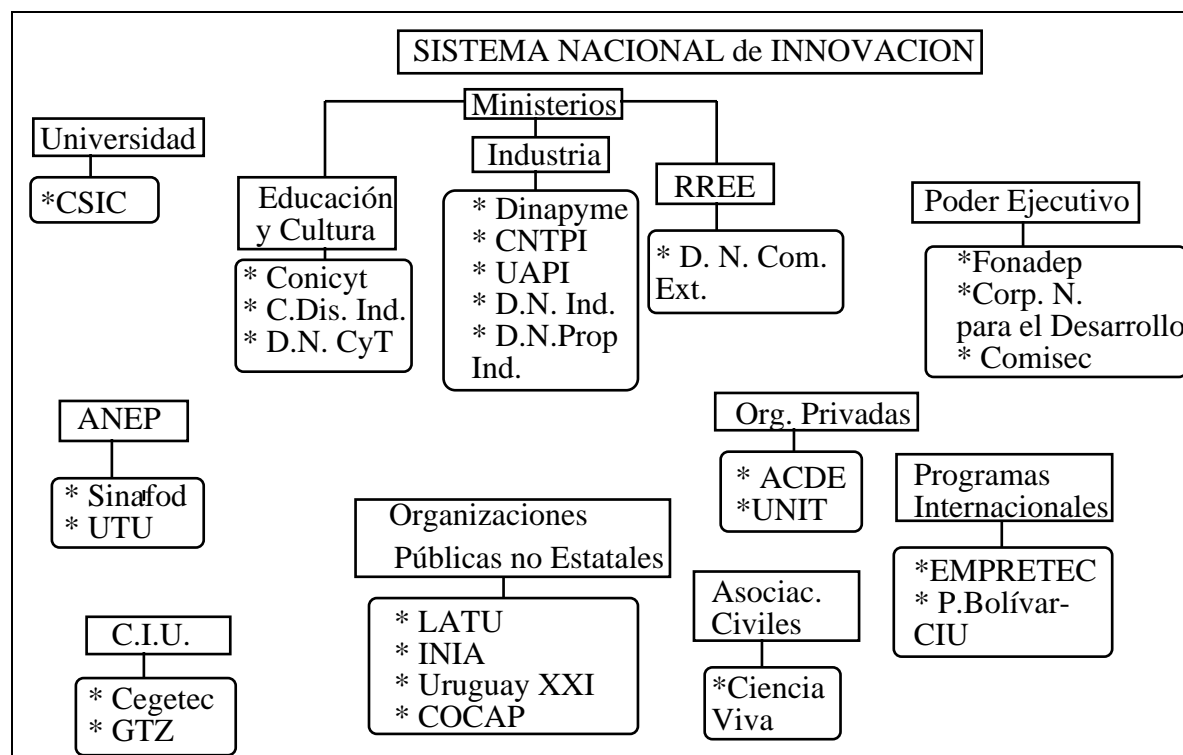 SISTEMA NACIONAL de INNOVACION
Ministerios
Universidad
*CSIC
Educación
y Cultura
* Conicyt
* C.Dis. Ind.
* D.N. CyT
Industria
* Dinapyme
* CNTPI
* UAPI
* D.N. Ind.
* D.N.Prop
Ind.
RREE
* D. N. Com.
Ext.
Poder Ejecutivo
*Fonadep
*Corp. N.
para el Desarrollo
* Comisec
ANEP
* Sinafod
* UTU
Organizaciones
Públicas no Estatales
* LATU
* INIA
* Uruguay XXI
* COCAP
Org. Privadas
* ACDE
*UNIT
Programas
Internacionales
*EMPRETEC
* P.Bolívar-
CIU
C.I.U.
* Cegetec
* GTZ
Asociac.
Civiles
*Ciencia
Viva